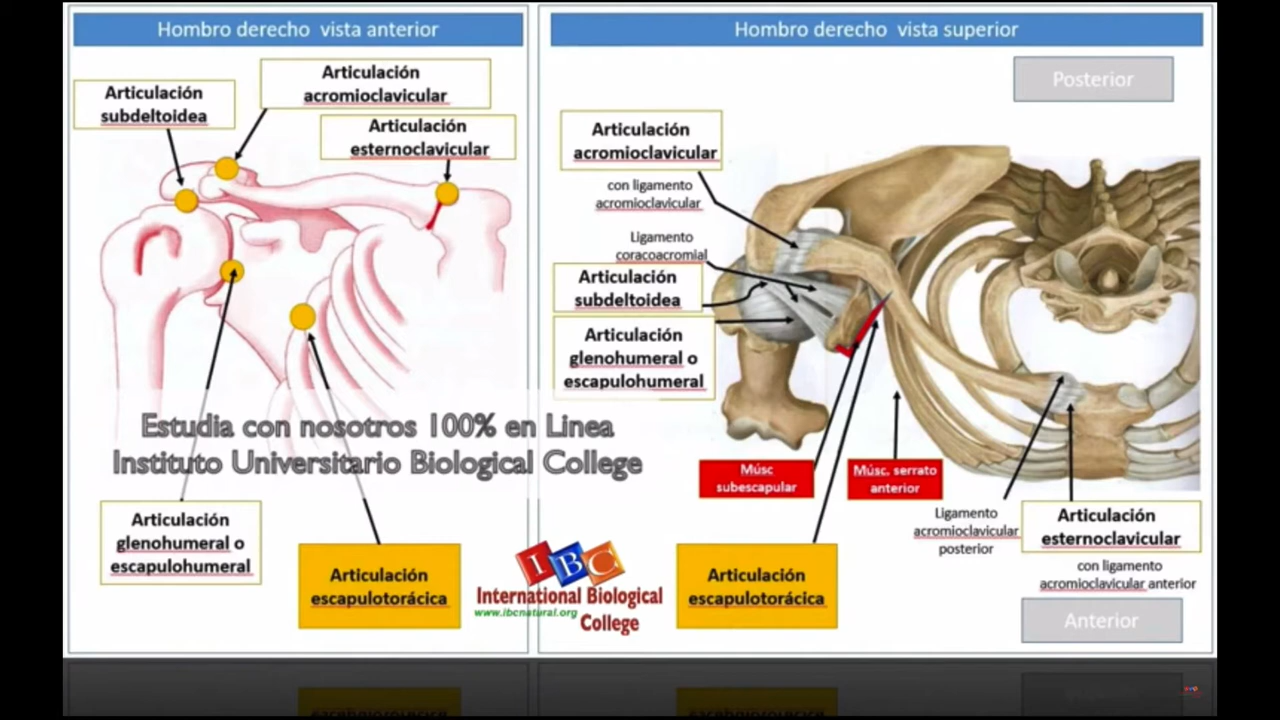 Hombro derecho vista anterior
Articulación
subdeltoidea
Articulación
acromioclavicular
Articulación
esternoclavicular
Articulación
glenohumeral o
escapulohumeral
Articulación
escapulotorácica
Hombro derecho vista superior
Posterior
Articulación
acromioclavicular
con ligamento
acromioclavicular
Ligamento
coracoacromial
Articulación
subdeltoidea
Articulación
glenohumeral o
escapulohumeral
Músc
subescapular
Músc. serrato
anterior
Ligamento
acromioclavicular
posterior
Articulación
esternoclavicular
con ligamento
acromioclavicular anterior
Articulación
escapulotorácica
Anterior
Estudia con nosotros 100% en Linea
Instituto Universitario Biological College
IBC
International Biological
www.ibcnatural.org
College